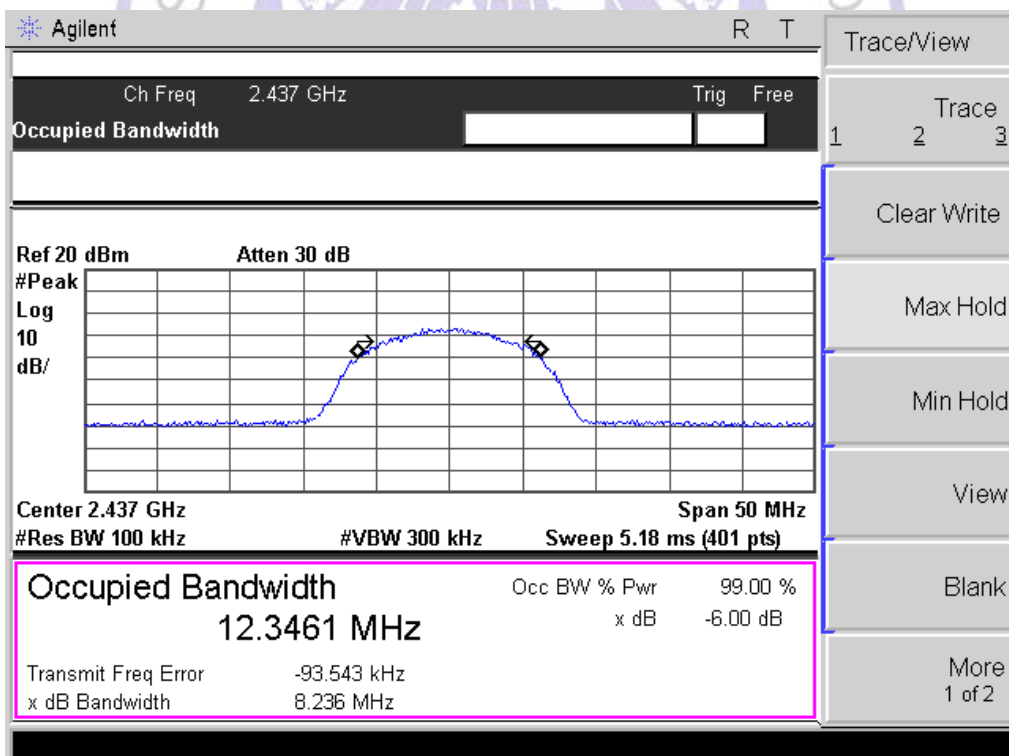 Agilent R T
Trace/View
Ch Freq 2.437 GHz Trig Free
Occupied Bandwidth
Trace
1 2 3
Clear Write
Ref 20 dBm Atten 30 dB
#Peak
Log
10
dB/
Max Hold
Min Hold
Center 2.437 GHz Span 50 MHz
#Res BW 100 kHz #VBW 300 kHz Sweep 5.18 ms (401 pts)
View
Occupied Bandwidth Occ BW % Pwr 99.00 %
12.3461 MHz x dB -6.00 dB
Transmit Freq Error -93.543 kHz
x dB Bandwidth 8.236 MHz
Blank
More
1 of 2